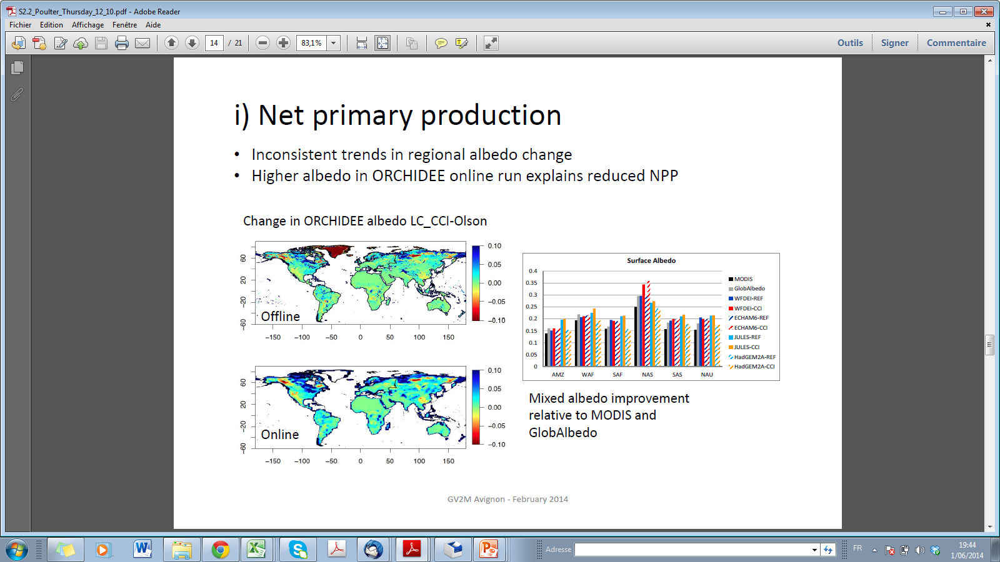 S2.2_Poulter_Thursday_12_10.pdf - Adobe Reader
Fichier Edition Affichage Fenêtre Aide
14 / 21 83,1% Outils Signer Commentaire
i) Net primary production
• Inconsistent trends in regional albedo change
• Higher albedo in ORCHIDEE online run explains reduced NPP
Change in ORCHIDEE albedo LC_CCI-Olson
60
20
−20
−60
Offline
−150 −100 −50 0 50 100 150
0.10
0.05
0.00
−0.05
−0.10
60
20
−20
−60
Online
−150 −100 −50 0 50 100 150
0.10
0.05
0.00
−0.05
−0.10
Surface Albedo
0.4
0.35
0.3
0.25
0.2
0.15
0.1
0.05
0
AMZ WAF SAF NAS SAS NAU
MODIS
GlobAlbedo
WFDEI-REF
WFDEI-CCI
ECHAM6-REF
ECHAM6-CCI
JULES-REF
JULES-CCI
HadGEM2A-REF
HadGEM2A-CCI
Mixed albedo improvement
relative to MODIS and
GlobAlbedo
GV2M Avignon - February 2014
Adresse
FR
19:44
1/06/2014